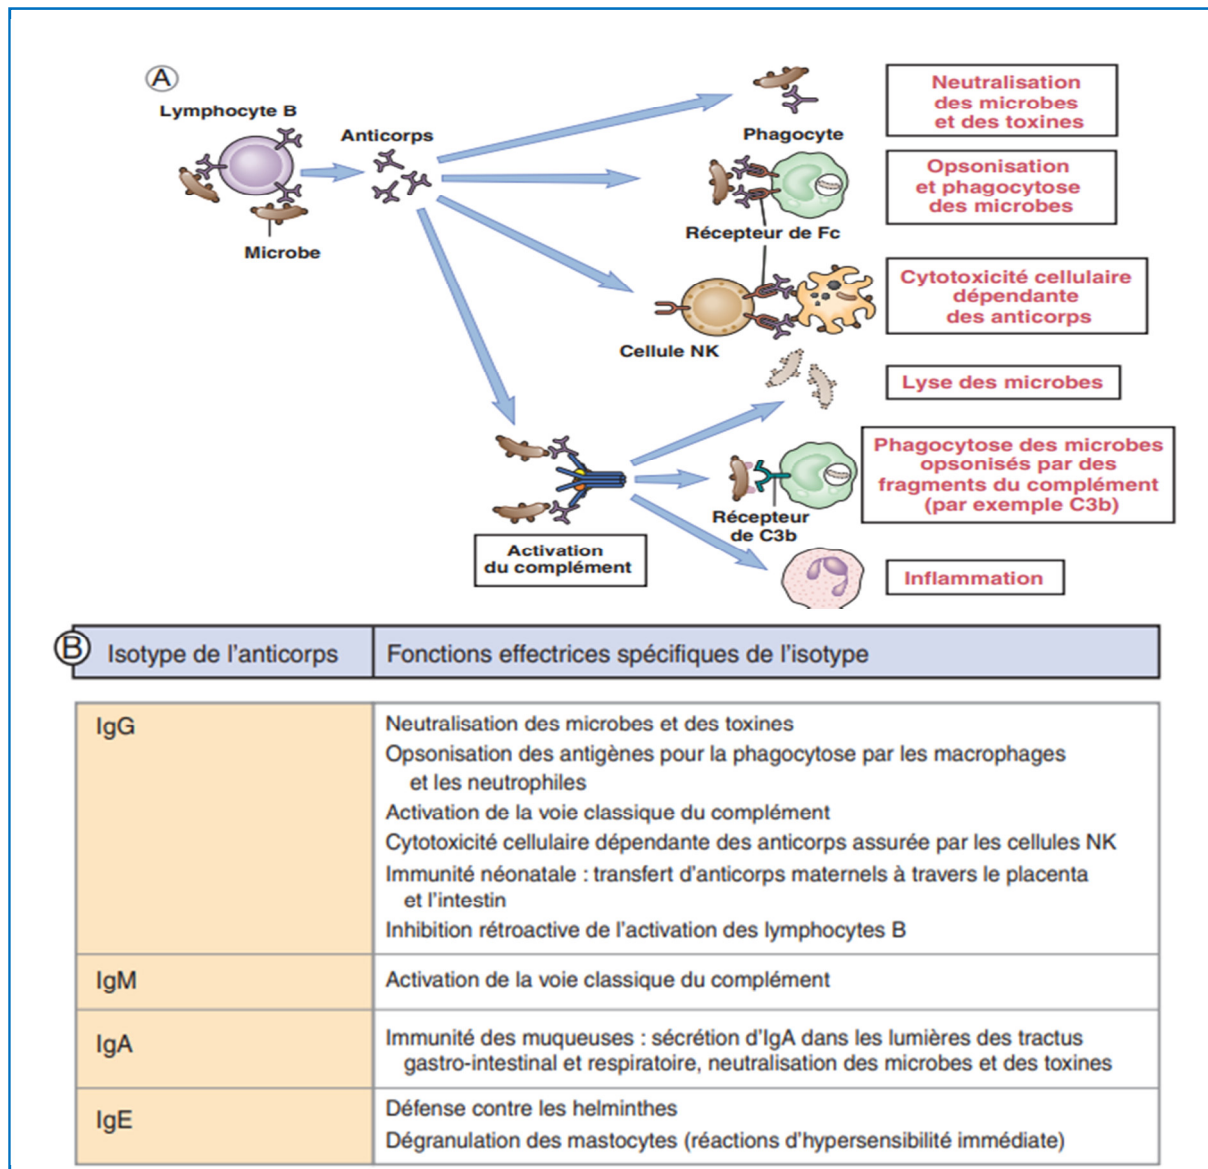 A
Lymphocyte B
Anticorps
Microbe
Phagocyte
Récepteur de Fc
Cellule NK
Neutralisation
des microbes
et des toxines
Opsonisation
et phagocytose
des microbes
Cytotoxicité cellulaire
dépendante
des anticorps
Lyse des microbes
Phagocytose des microbes
opsonisés par des
fragments du complément
(par exemple C3b)
Récepteur
de C3b
Activation
du complément
Inflammation
B
Isotype de l'anticorps
Fonctions effectrices spécifiques de l'isotype
IgG
Neutralisation des microbes et des toxines
Opsonisation des antigènes pour la phagocytose par les macrophages
et les neutrophiles
Activation de la voie classique du complément
Cytotoxicité cellulaire dépendante des anticorps assurée par les cellules NK
Immunité néonatale : transfert d'anticorps maternels à travers le placenta
et l'intestin
Inhibition rétroactive de l'activation des lymphocytes B
IgM
Activation de la voie classique du complément
IgA
Immunité des muqueuses : sécrétion d'IgA dans les lumières des tractus
gastro-intestinal et respiratoire, neutralisation des microbes et des toxines
IgE
Défense contre les helminthes
Dégranulation des mastocytes (réactions d'hypersensibilité immédiate)